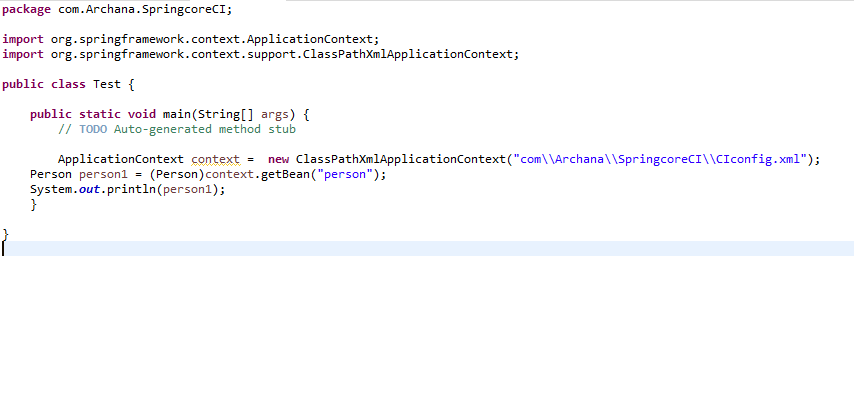 package com.Archana.SpringcoreCI;
import org.springframework.context.ApplicationContext;
import org.springframework.context.support.ClassPathXmlApplicationContext;
public class Test {
public static void main(String[] args) {
// TODO Auto-generated method stub
ApplicationContext context =  new ClassPathXmlApplicationContext("com\\Archana\\SpringcoreCI\\CIconfig.xml");
Person person1 = (Person)context.getBean("person");
System.out.println(person1);
}
}